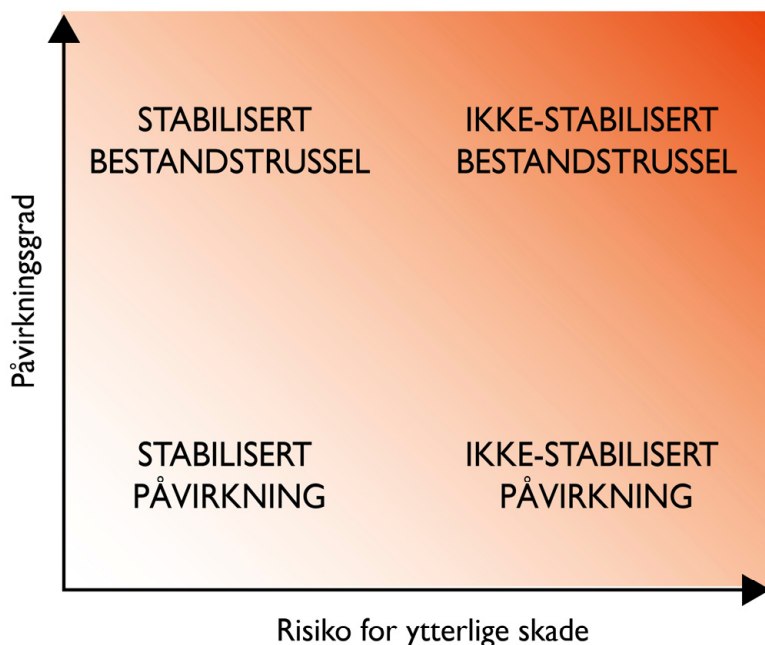 STABILISERT
BESTANDSTRUSSEL
IKKE-STABILISERT
BESTANDSTRUSSEL
Påvirkningsgrad
STABILISERT
PÅVIRKNING
IKKE-STABILISERT
PÅVIRKNING
Risiko for ytterlige skade